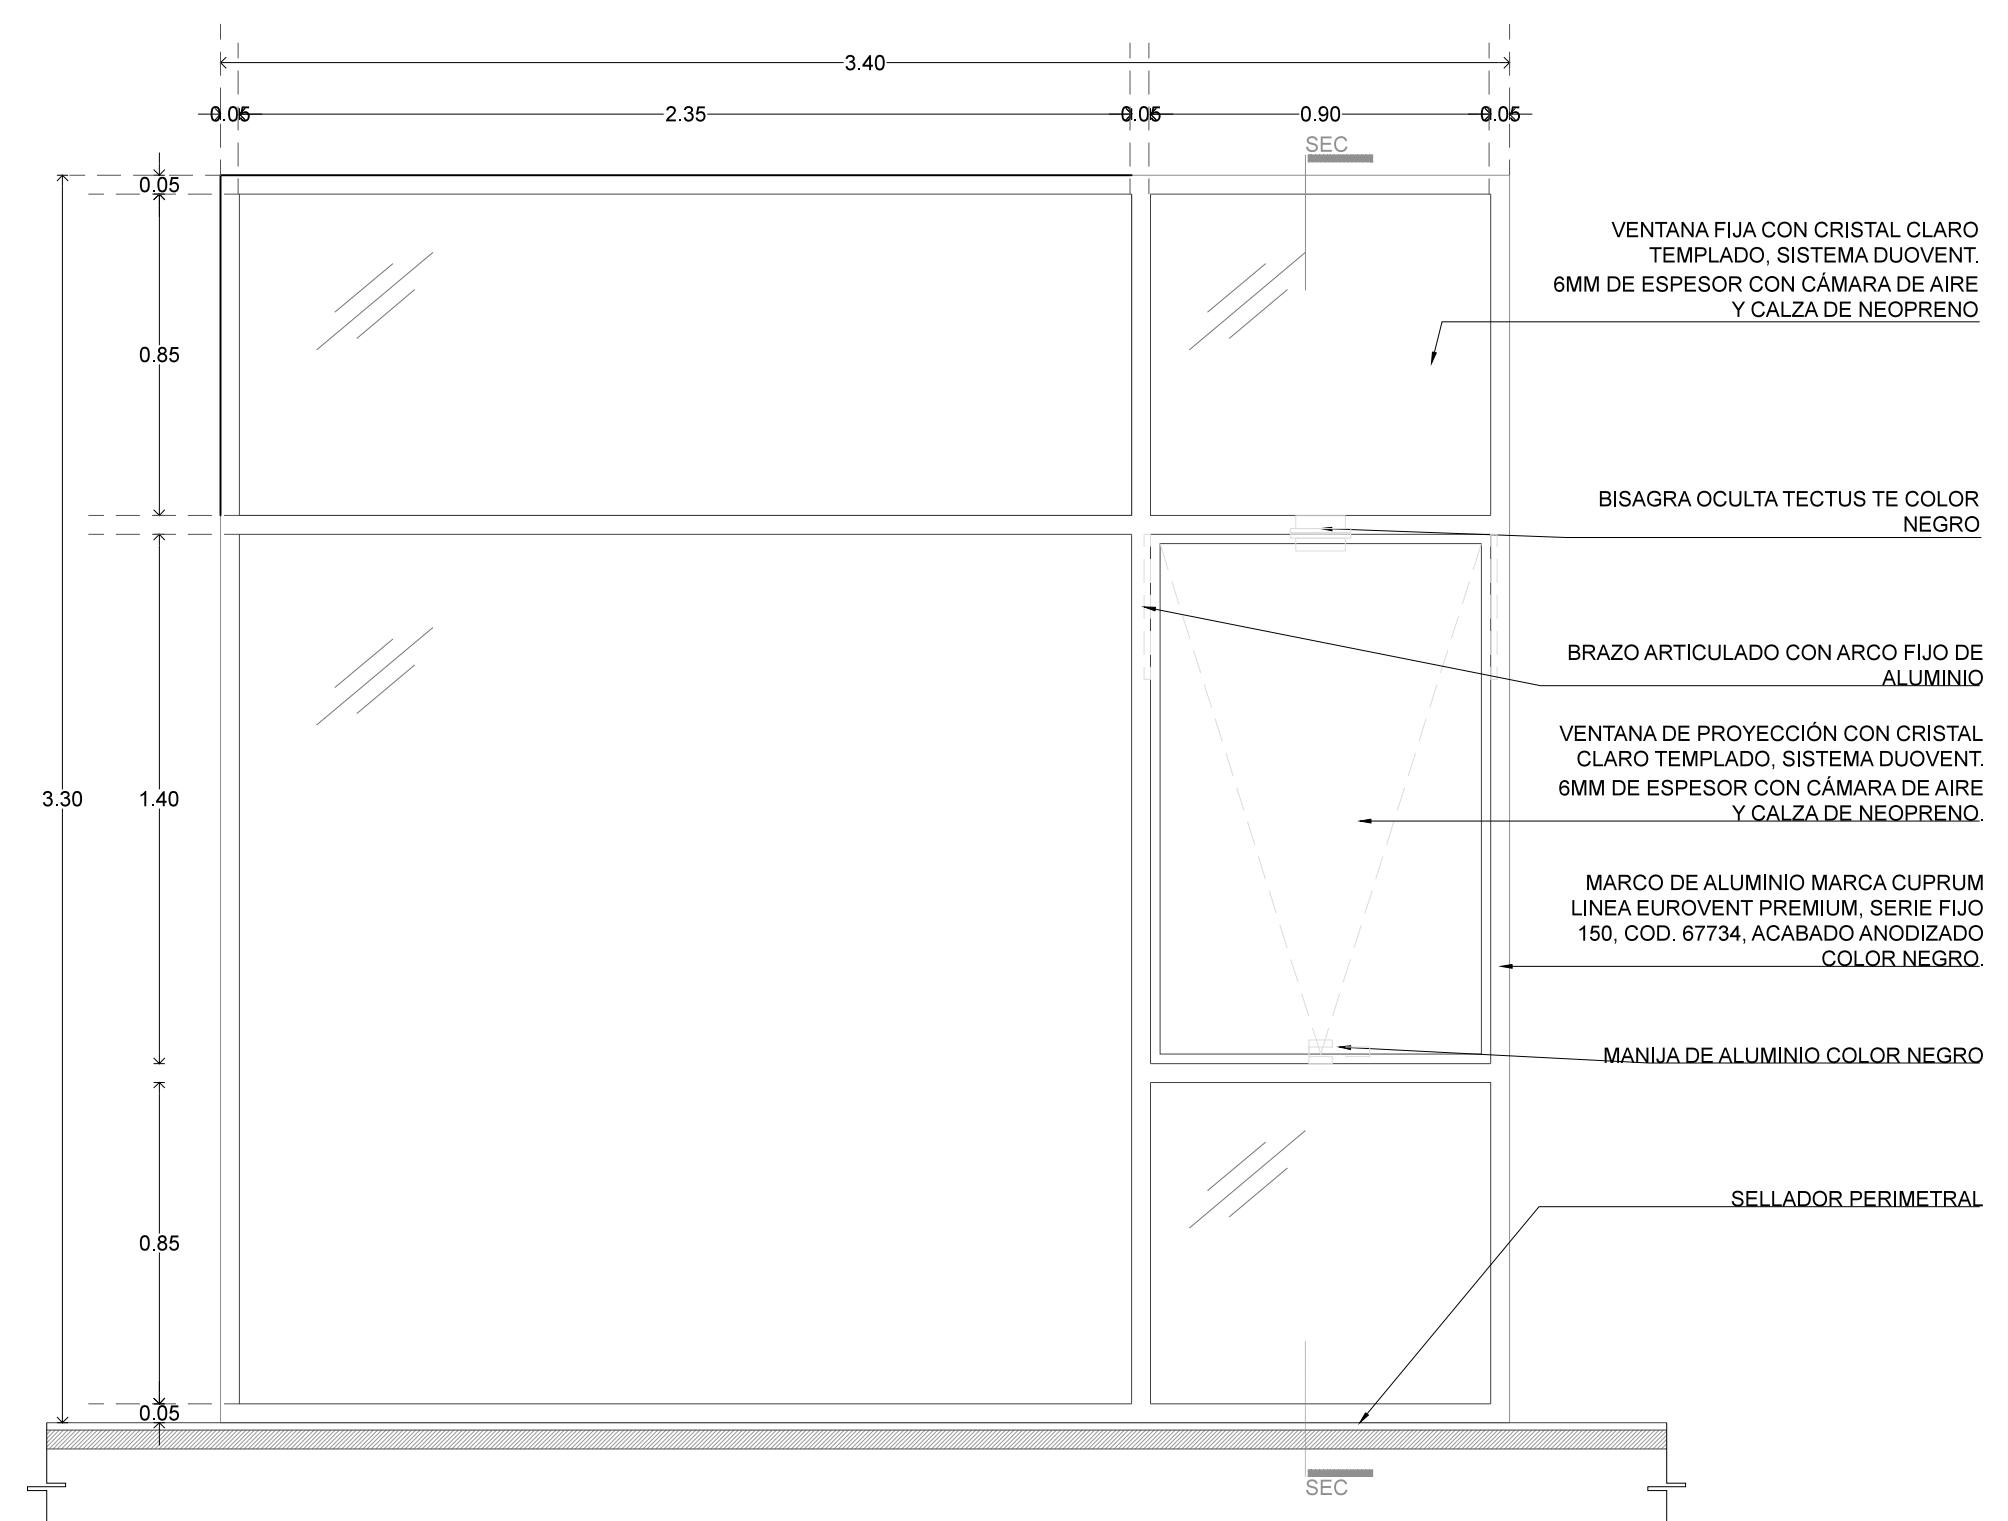 3.40
0.05
2.35
0.05
0.90
0.05
SEC
0.05
0.85
3.30
1.40
0.85
0.05
VENTANA FIJA CON CRISTAL CLARO
TEMPLADO, SISTEMA DUOVENT.
6MM DE ESPESOR CON CÁMARA DE AIRE
Y CALZA DE NEOPRENO
BISAGRA OCULTA TECTUS TE COLOR
NEGRO
BRAZO ARTICULADO CON ARCO FIJO DE
ALUMINIO
VENTANA DE PROYECCIÓN CON CRISTAL
CLARO TEMPLADO, SISTEMA DUOVENT.
6MM DE ESPESOR CON CÁMARA DE AIRE
Y CALZA DE NEOPRENO.
MARCO DE ALUMINIO MARCA CUPRUM
LINEA EUROVENT PREMIUM, SERIE FIJO
150, COD. 67734, ACABADO ANODIZADO
COLOR NEGRO.
MANIJA DE ALUMINIO COLOR NEGRO
SELLADOR PERIMETRAL
SEC